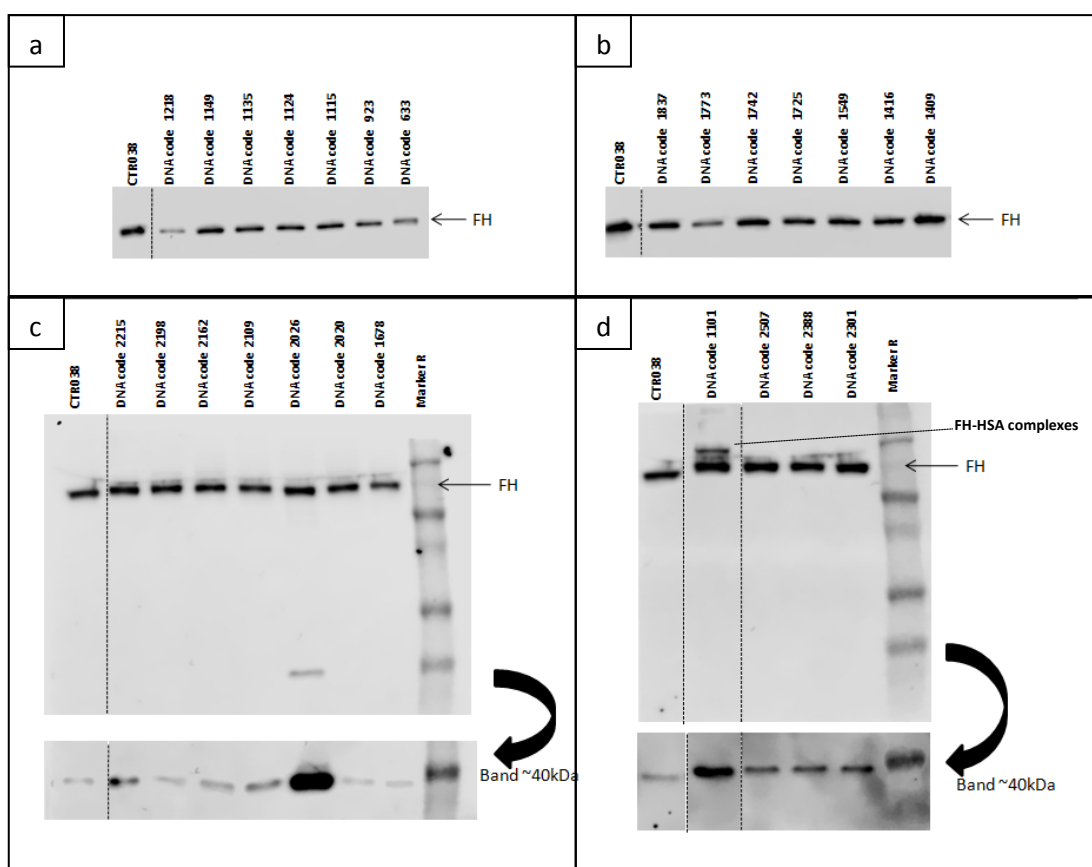 a
CTR038
DNA code 1218
DNA code 1149
DNA code 1135
DNA code 1124
DNA code 1115
DNA code 923
DNA code 633
FH
b
CTR038
DNA code 1837
DNA code 1773
DNA code 1742
DNA code 1725
DNA code 1549
DNA code 1416
DNA code 1409
FH
c
CTR038
DNA code 2215
DNA code 2198
DNA code 2162
DNA code 2109
DNA code 2026
DNA code 2020
DNA code 1678
Marker R
FH
Band ~40kDa
d
CTR038
DNA code 1101
DNA code 2507
DNA code 2388
DNA code 2301
Marker R
FH-HSA complexes
FH
Band ~40kDa